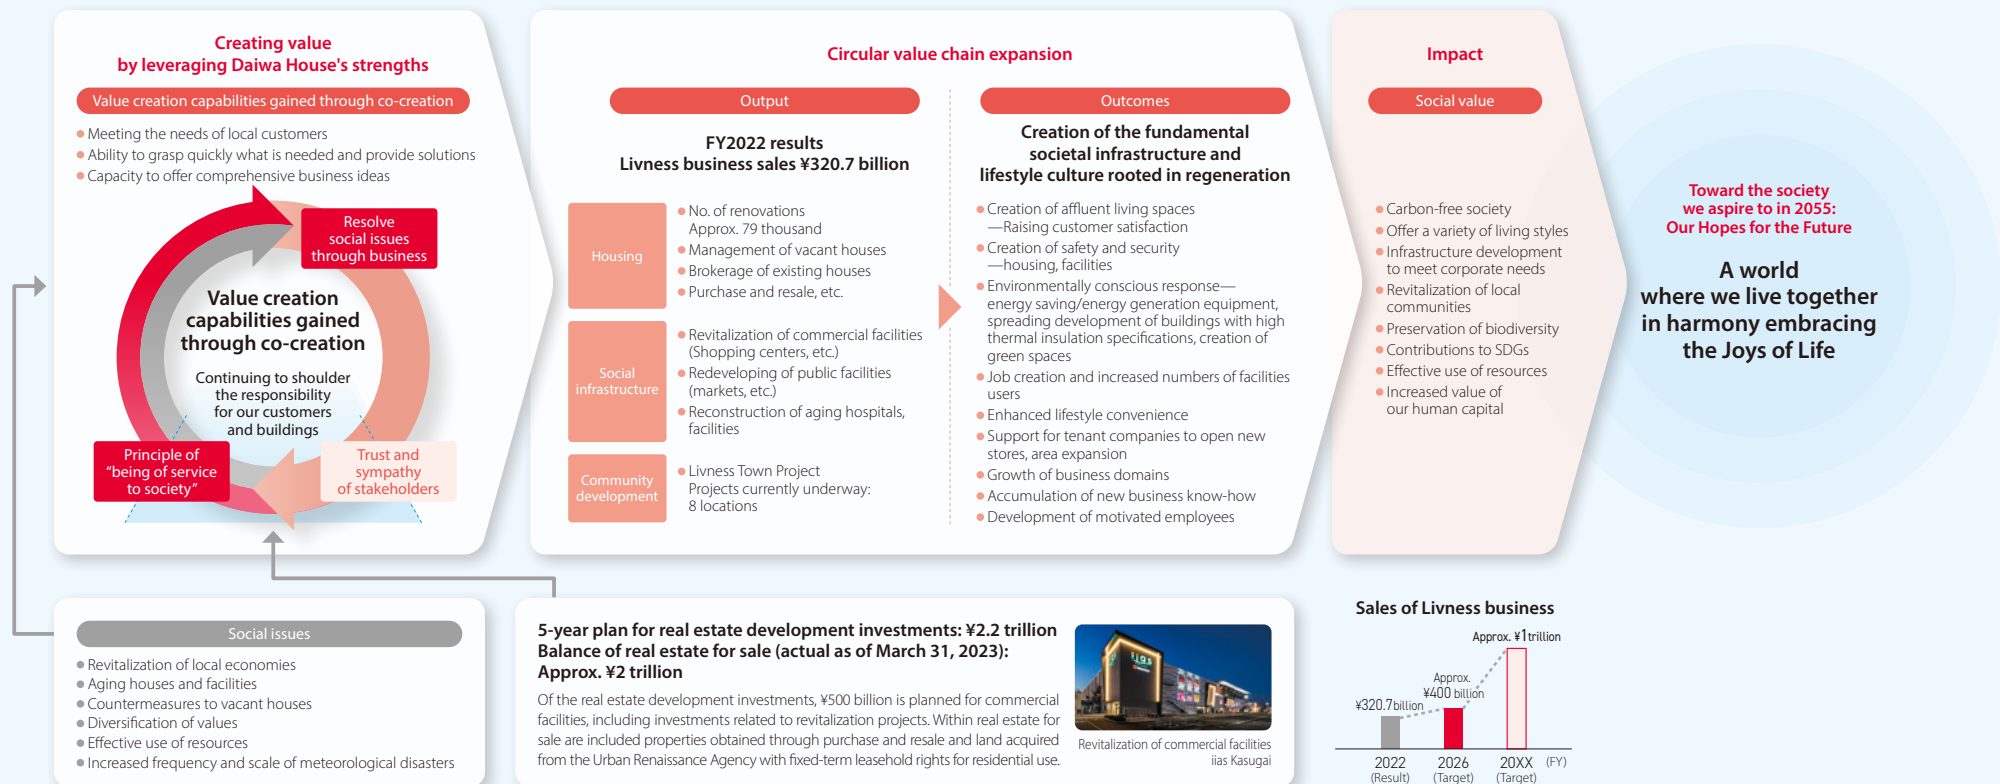 Creating value
by leveraging Daiwa House's strengths
Value creation capabilities gained through co-creation
Meeting the needs of local customers
Ability to grasp quickly what is needed and provide solutions
Capacity to offer comprehensive business ideas
Resolve
social issues
through business
Value creation
capabilities gained
through co-creation
Continuing to shoulder
the responsibility
for our customers
and buildings
Principle of
“being of service
to society”
Trust and
sympathy
of stakeholders
Circular value chain expansion
Output
FY2022 results
Livness business sales ¥320.7 billion
Housing
No. of renovations
Approx. 79 thousand
Management of vacant houses
Brokerage of existing houses
Purchase and resale, etc.
Social
infrastructure
Revitalization of commercial facilities
(Shopping centers, etc.)
Redeveloping of public facilities
(markets, etc.)
Reconstruction of aging hospitals,
facilities
Community
development
Livness Town Project
Projects currently underway:
8 locations
Outcomes
Creation of the fundamental
societal infrastructure and
lifestyle culture rooted in regeneration
Creation of affluent living spaces
—Raising customer satisfaction
Creation of safety and security
—housing, facilities
Environmentally conscious response—
energy saving/energy generation equipment,
spreading development of buildings with high
thermal insulation specifications, creation of
green spaces
Job creation and increased numbers of facilities
users
Enhanced lifestyle convenience
Support for tenant companies to open new
stores, area expansion
Growth of business domains
Accumulation of new business know-how
Development of motivated employees
Impact
Social value
Carbon-free society
Offer a variety of living styles
Infrastructure development
to meet corporate needs
Revitalization of local
communities
Preservation of biodiversity
Contributions to SDGs
Effective use of resources
Increased value of
our human capital
Toward the society
we aspire to in 2055:
Our Hopes for the Future
A world
where we live together
in harmony embracing
the Joys of Life
Social issues
Revitalization of local economies
Aging houses and facilities
Countermeasures to vacant houses
Diversification of values
Effective use of resources
Increased frequency and scale of meteorological disasters
5-year plan for real estate development investments: ¥2.2 trillion
Balance of real estate for sale (actual as of March 31, 2023):
Approx. ¥2 trillion
Of the real estate development investments, ¥500 billion is planned for commercial
facilities, including investments related to revitalization projects. Within real estate for
sale are included properties obtained through purchase and resale and land acquired
from the Urban Renaissance Agency with fixed-term leasehold rights for residential use.
iias
Revitalization of commercial facilities
iias Kasugai
Sales of Livness business
Approx. ¥1 trillion
Approx.
¥400 billion
¥320.7 billion
2022 2026 20XX (FY)
(Result) (Target) (Target)